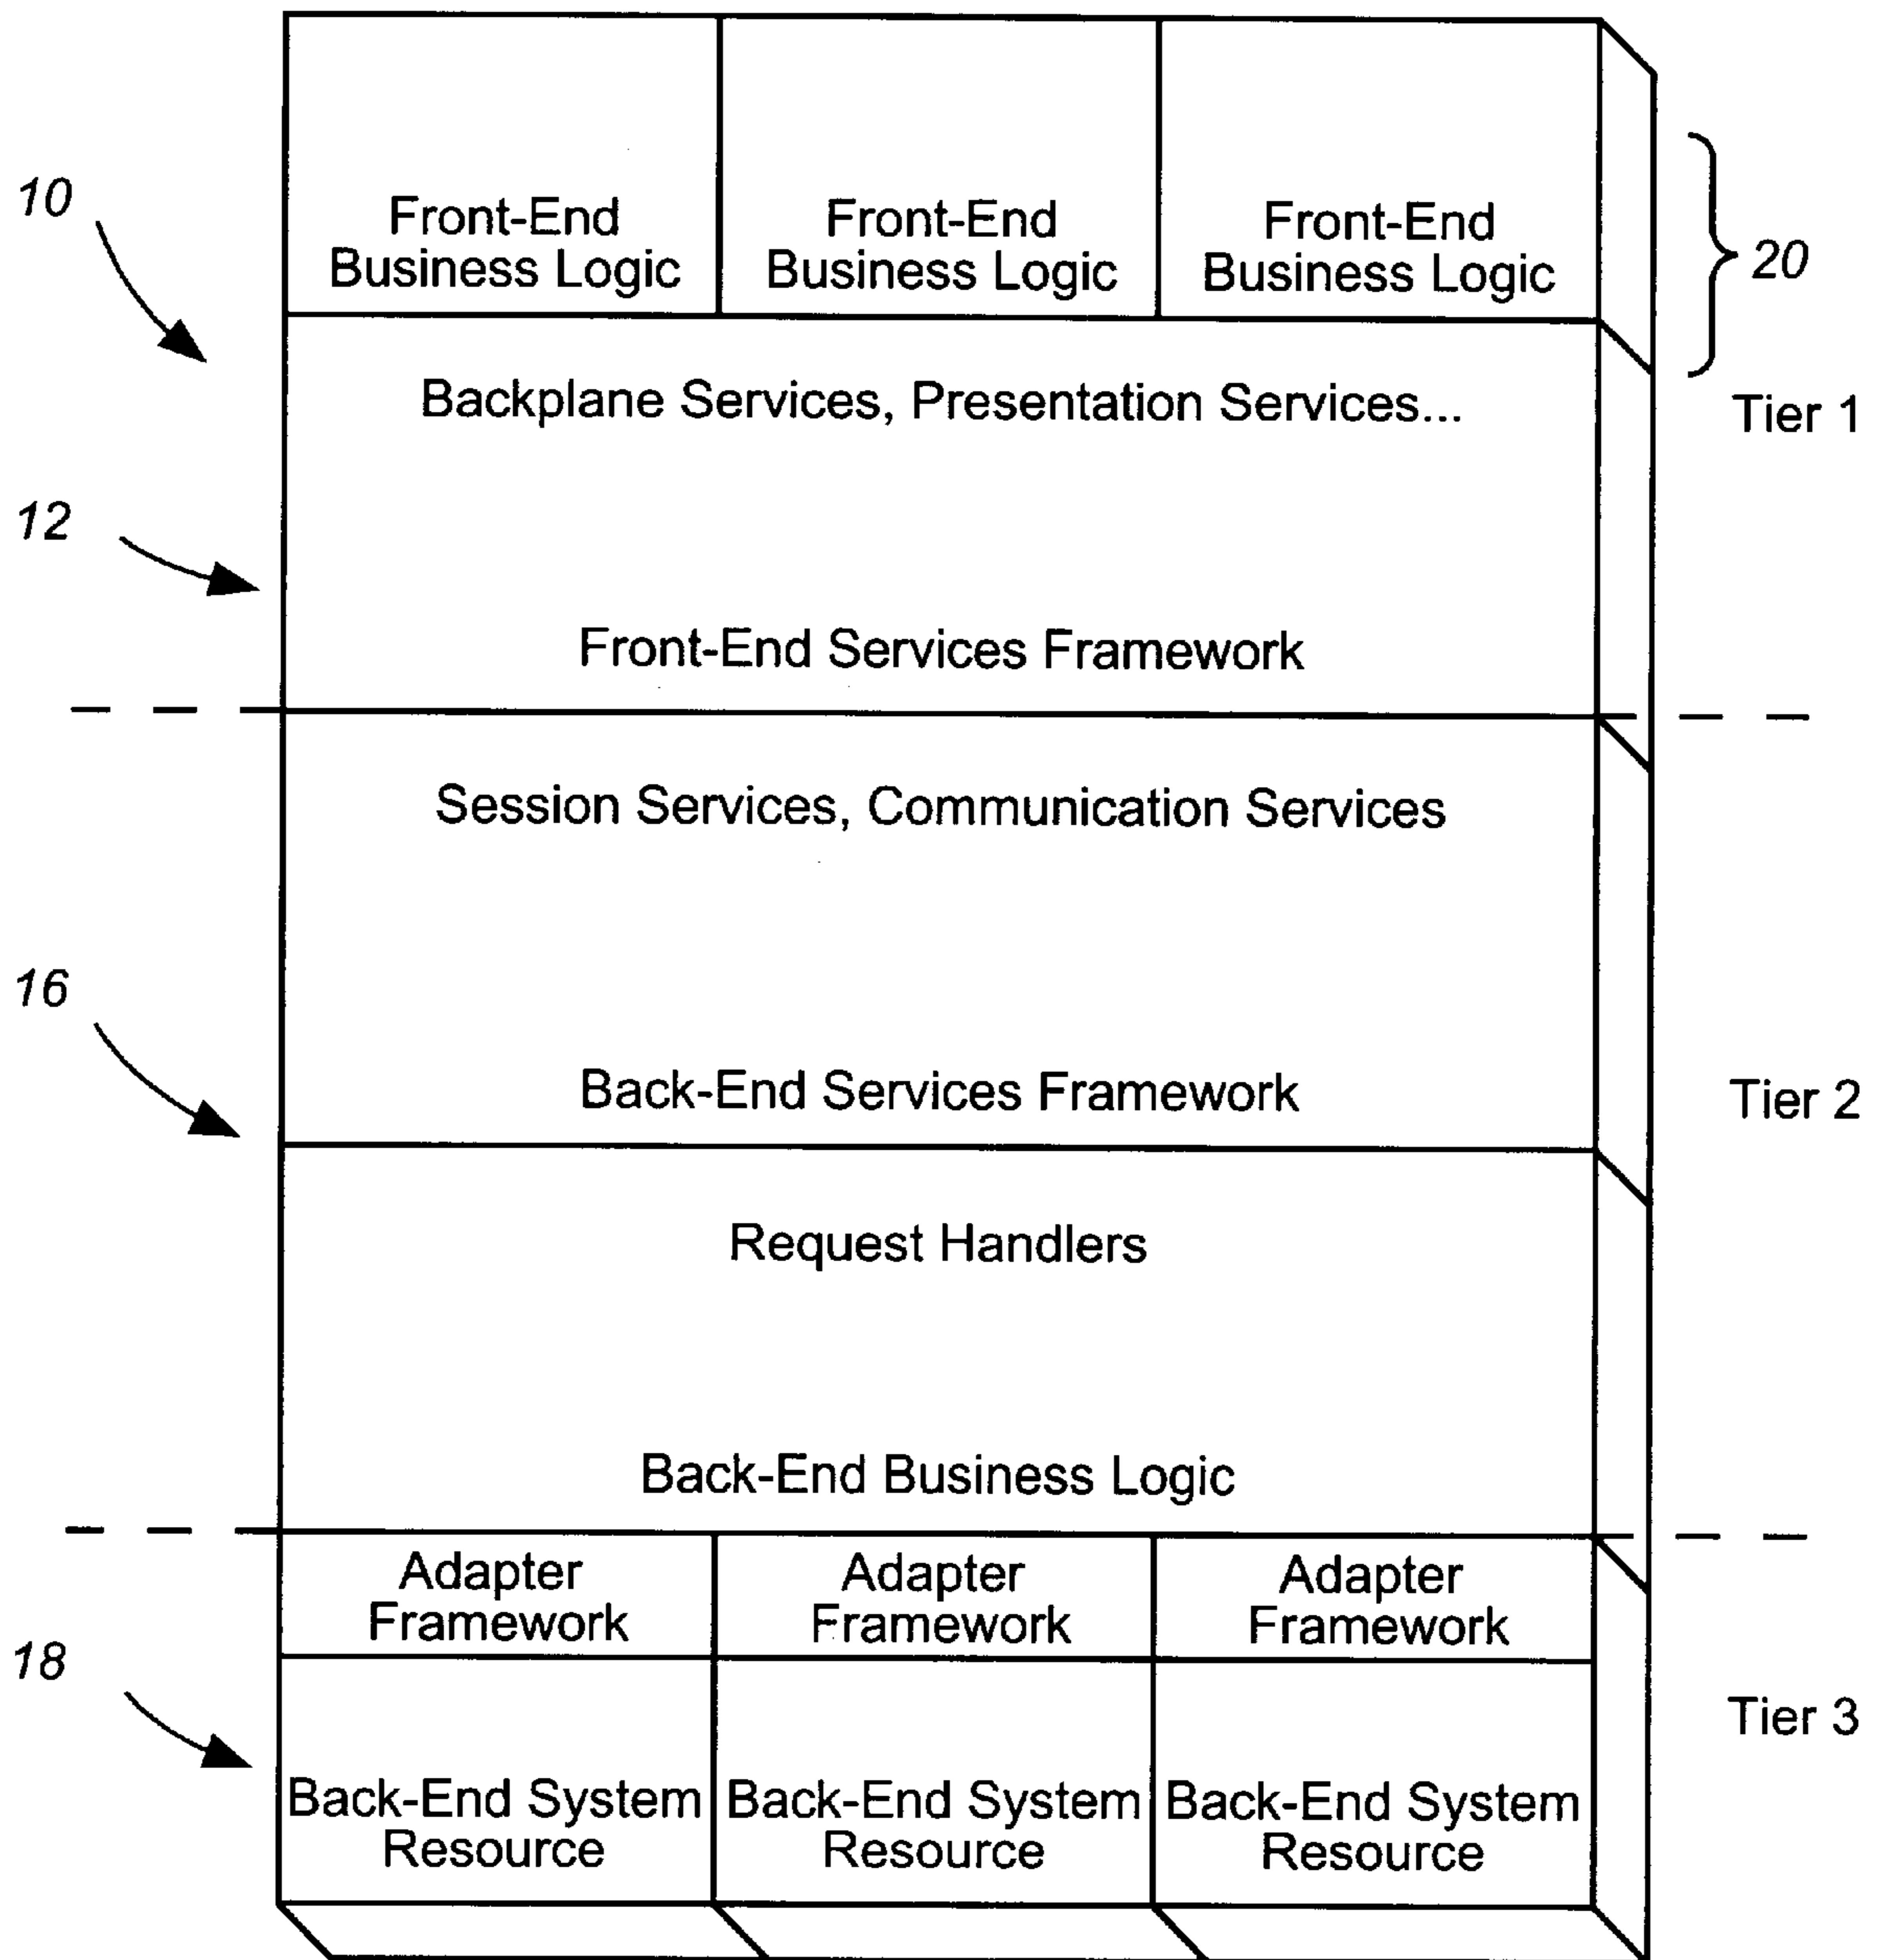 10
Front-End
Business Logic
Front-End
Business Logic
Front-End
Business Logic
20
Backplane Services, Presentation Services...
Tier 1
12
Front-End Services Framework
Session Services, Communication Services
16
Back-End Services Framework
Tier 2
Request Handlers
Back-End Business Logic
Adapter
Framework
Adapter
Framework
Adapter
Framework
18
Tier 3
Back-End System
Resource
Back-End System
Resource
Back-End System
Resource